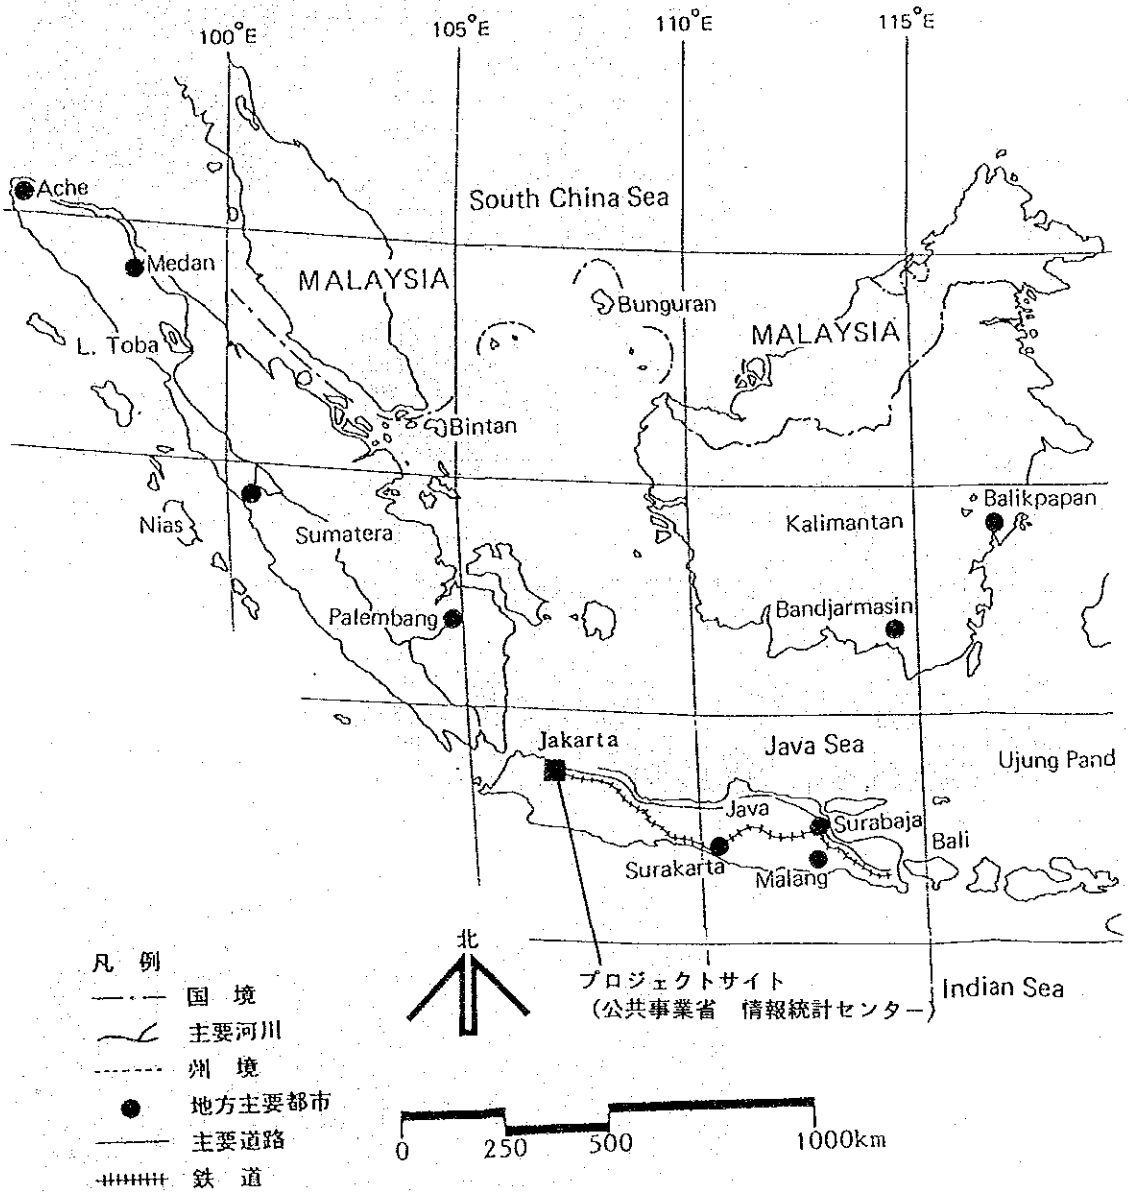 100°E
105°E
110°E
115°E
Ache
South China Sea
Medan
MALAYSIA
Bunguran
L. Toba
MALAYSIA
Bintan
Nias
Sumatera
Kalimantan
Balikpapan
Palembang
Bandjarmasin
Jakarta
Java Sea
Ujung Pand
Java
Surabaja
Surakarta
Malang
Bali
北
プロジェクトサイト
(公共事業省 情報統計センター)
Indian Sea
凡 例
国 境
主要河川
州 境
地方主要都市
主要道路
鉄 道
0 250 500 1000km